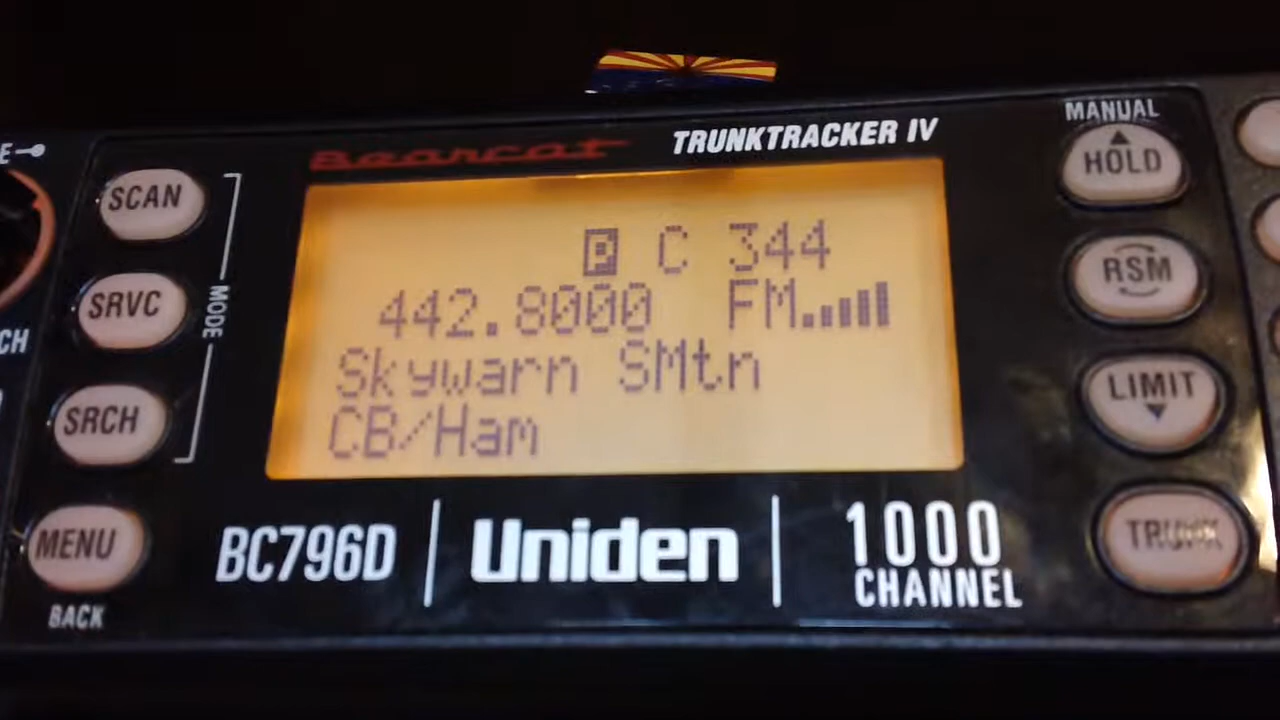 MANUAL
Bearcat TRUNKTRACKER IV
HOLD
E
SCAN
P C 344
RSM
SRVC
442.8000 FM
MODE
CH
Skywarn SMtn
LIMIT
SRCH
CB/Ham
MENU
BC796D Uniden 1000 CHANNEL
TRUNK
BACK